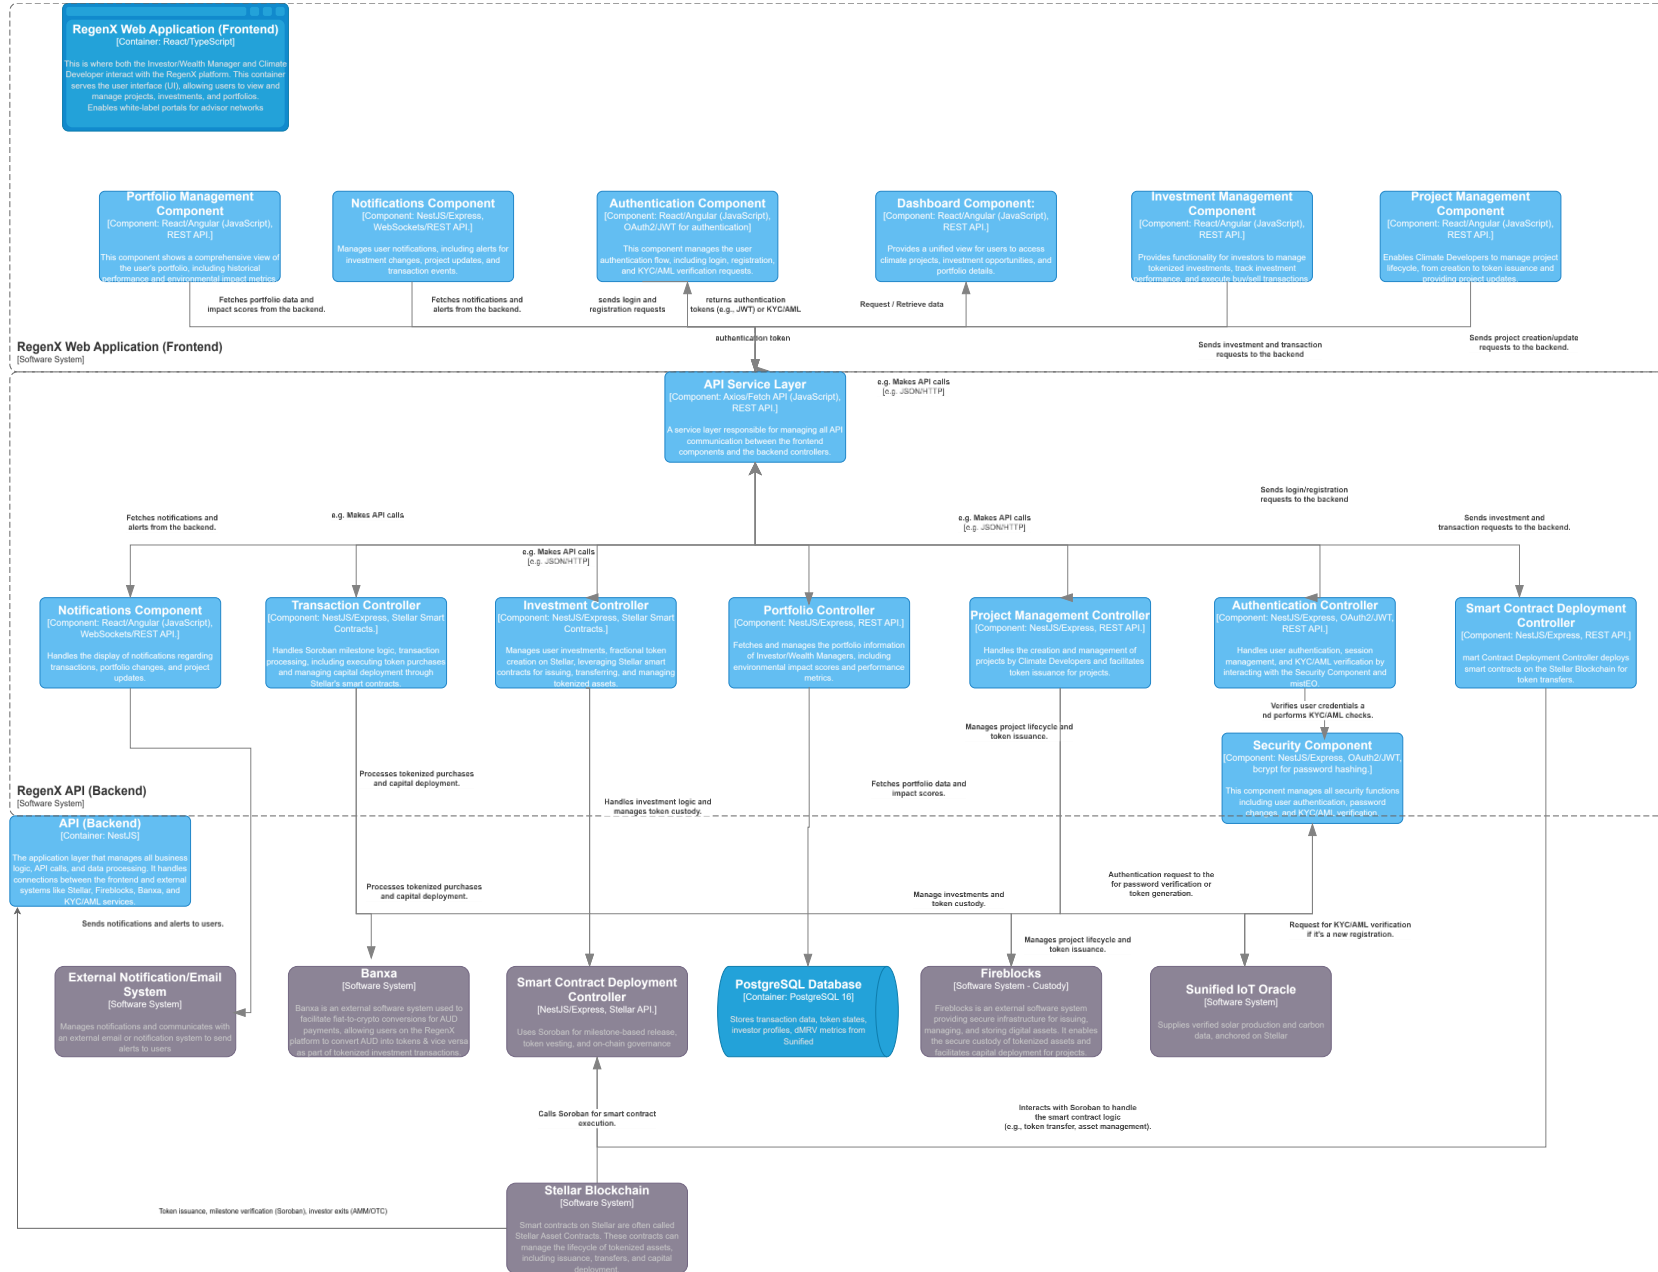 RegenX Web Application (Frontend)
[Container: React/TypeScript]
This is where both the Investor/Wealth Manager and Climate
Developer interact with the RegenX platform. This container
serves the user interface (UI), allowing users to view and
manage projects, investments, and portfolios.
Enables white-label portals for advisor networks
Portfolio Management
Component
[Component: React/Angular (JavaScript),
REST API.]
This component shows a comprehensive view of
the user's portfolio, including historical
performance and environmental impact metrics.
Notifications Component
[Component: NestJS/Express,
WebSockets/REST API.]
Manages user notifications, including alerts for
investment changes, project updates, and
transaction events.
Authentication Component
[Component: React/Angular (JavaScript),
OAuth2/JWT for authentication]
This component manages the user
authentication flow, including login, registration,
and KYC/AML verification requests.
Dashboard Component:
[Component: React/Angular (JavaScript),
REST API.]
Provides a unified view for users to access
climate projects, investment opportunities, and
portfolio details.
Investment Management
Component
[Component: React/Angular (JavaScript),
REST API.]
Provides functionality for investors to manage
tokenized investments, track investment
performance, and execute buy/sell transactions.
Project Management
Component
[Component: React/Angular (JavaScript),
REST API.]
Enables Climate Developers to manage project
lifecycle, from creation to token issuance and
providing project updates.
Fetches portfolio data and
impact scores from the backend.
Fetches notifications and
alerts from the backend.
sends login and
registration requests
returns authentication
tokens (e.g., JWT) or KYC/AML
Request / Retrieve data
authentication token
Sends investment and transaction
requests to the backend
Sends project creation/update
requests to the backend.
RegenX Web Application (Frontend)
[Software System]
API Service Layer
[Component: Axios/Fetch API (JavaScript),
REST API.]
A service layer responsible for managing all API
communication between the frontend
components and the backend controllers.
e.g. Makes API calls
[e.g. JSON/HTTP]
Fetches notifications and
alerts from the backend.
e.g. Makes API calls
e.g. Makes API calls
[e.g. JSON/HTTP]
e.g. Makes API calls
[e.g. JSON/HTTP]
Sends login/registration
requests to the backend
Sends investment and
transaction requests to the backend.
Notifications Component
[Component: React/Angular (JavaScript),
WebSockets/REST API.]
Handles the display of notifications regarding
transactions, portfolio changes, and project
updates.
Transaction Controller
[Component: NestJS/Express, Stellar Smart
Contracts.]
Handles Soroban milestone logic, transaction
processing, including executing token purchases
and managing capital deployment through
Stellar's smart contracts.
Investment Controller
[Component: NestJS/Express, Stellar Smart
Contracts.]
Manages user investments, fractional token
creation on Stellar, leveraging Stellar smart
contracts for issuing, transferring, and managing
tokenized assets.
Portfolio Controller
[Component: NestJS/Express, REST API.]
Fetches and manages the portfolio information
of Investor/Wealth Managers, including
environmental impact scores and performance
metrics.
Project Management Controller
[Component: NestJS/Express, REST API.]
Handles the creation and management of
projects by Climate Developers and facilitates
token issuance for projects.
Authentication Controller
[Component: NestJS/Express, OAuth2/JWT,
REST API.]
Handles user authentication, session
management, and KYC/AML verification by
interacting with the Security Component and
mistEO.
Smart Contract Deployment
Controller
[Component: NestJS/Express, REST API.]
mart Contract Deployment Controller deploys
smart contracts on the Stellar Blockchain for
token transfers.
Verifies user credentials a
nd performs KYC/AML checks.
Manages project lifecycle and
token issuance.
Security Component
[Component: NestJS/Express, OAuth2/JWT,
bcrypt for password hashing.]
This component manages all security functions
including user authentication, password
changes, and KYC/AML verification.
Processes tokenized purchases
and capital deployment.
Handles investment logic and
manages token custody.
Fetches portfolio data and
impact scores.
RegenX API (Backend)
[Software System]
API (Backend)
[Container: NestJS]
The application layer that manages all business
logic, API calls, and data processing. It handles
connections between the frontend and external
systems like Stellar, Fireblocks, Banxa, and
KYC/AML services.
Processes tokenized purchases
and capital deployment.
Manage investments and
token custody.
Authentication request to the
for password verification or
token generation.
Sends notifications and alerts to users.
Manages project lifecycle and
token issuance.
Request for KYC/AML verification
if it's a new registration.
External Notification/Email
System
[Software System]
Manages notifications and communicates with
an external email or notification system to send
alerts to users
Banxa
[Software System]
Banxa is an external software system used to
facilitate fiat-to-crypto conversions for AUD
payments, allowing users on the RegenX
platform to convert AUD into tokens & vice versa
as part of tokenized investment transactions.
Smart Contract Deployment
Controller
[NestJS/Express, Stellar API.]
Uses Soroban for milestone-based release,
token vesting, and on-chain governance
PostgreSQL Database
[Container: PostgreSQL 16]
Stores transaction data, token states,
investor profiles, dMRV metrics from
Sunified
Fireblocks
[Software System - Custody]
Fireblocks is an external software system
providing secure infrastructure for issuing,
managing, and storing digital assets. It enables
the secure custody of tokenized assets and
facilitates capital deployment for projects.
Sunified IoT Oracle
[Software System]
Supplies verified solar production and carbon
data, anchored on Stellar
Calls Soroban for smart contract
execution.
Interacts with Soroban to handle
the smart contract logic
(e.g., token transfer, asset management).
Token issuance, milestone verification (Soroban), investor exits (AMM/OTC)
Stellar Blockchain
[Software System]
Smart contracts on Stellar are often called
Stellar Asset Contracts. These contracts can
manage the lifecycle of tokenized assets,
including issuance, transfers, and capital
deployment